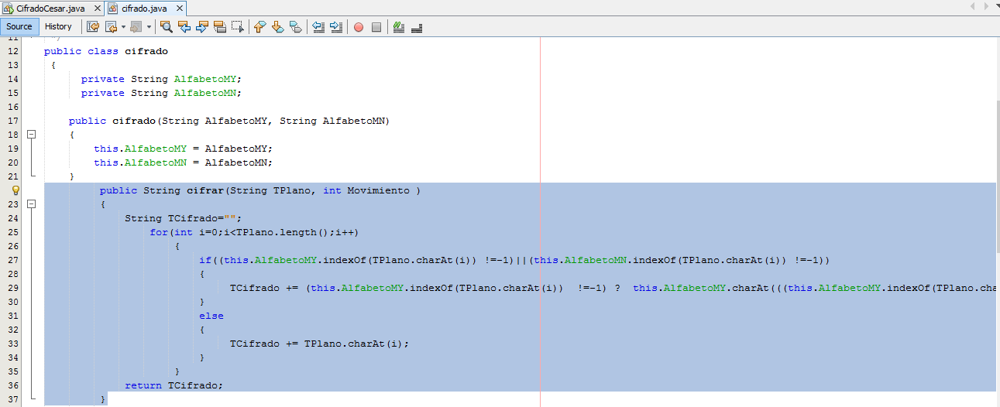 CifradoCesar.java
cifrado.java
Source History
11 */
12 public class cifrado
13 {
14 private String AlfabetoMY;
15 private String AlfabetoMN;
16
17 public cifrado(String AlfabetoMY, String AlfabetoMN)
18 {
19 this.AlfabetoMY = AlfabetoMY;
20 this.AlfabetoMN = AlfabetoMN;
21 }
public String cifrar(String TPlano, int Movimiento )
23 {
24 String TCifrado="";
25 for(int i=0;i<TPlano.length();i++)
26 {
27 if((this.AlfabetoMY.indexOf(TPlano.charAt(i)) !=-1)||(this.AlfabetoMN.indexOf(TPlano.charAt(i)) !=-1))
28 {
29 TCifrado += (this.AlfabetoMY.indexOf(TPlano.charAt(i))  !=-1) ?  this.AlfabetoMY.charAt(((this.AlfabetoMY.indexOf(TPlano.cha
30 }
31 else
32 {
33 TCifrado += TPlano.charAt(i);
34 }
35 }
36 return TCifrado;
37 }